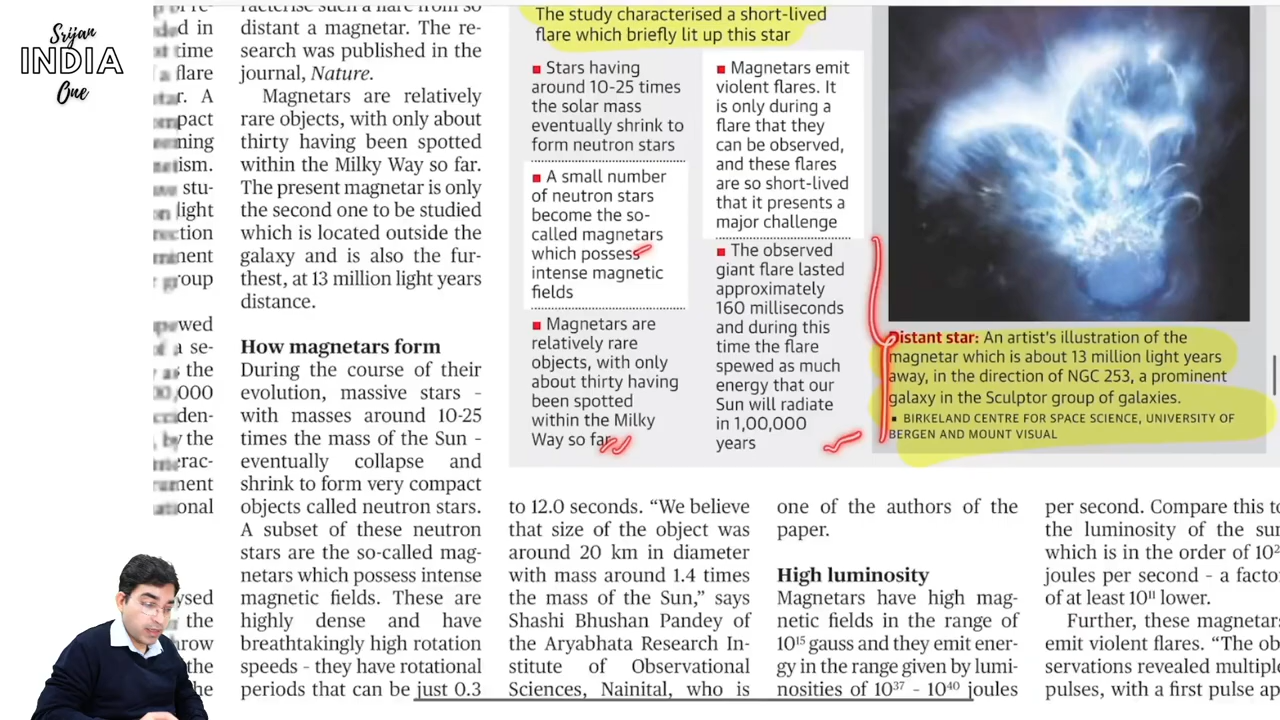 Srijan
INDIA
One
distant a magnetar. The re-
search was published in the
journal, Nature.
Magnetars are relatively
rare objects, with only about
thirty having been spotted
within the Milky Way so far.
The present magnetar is only
the second one to be studied
which is located outside the
galaxy and is also the fur-
thest, at 13 million light years
distance.
How magnetars form
During the course of their
evolution, massive stars -
with masses around 10-25
times the mass of the Sun -
eventually collapse and
shrink to form very compact
objects called neutron stars.
A subset of these neutron
stars are the so-called mag-
netars which possess intense
magnetic fields. These are
highly dense and have
breathtakingly high rotation
speeds - they have rotational
periods that can be just 0.3
The study characterised a short-lived
flare which briefly lit up this star
Stars having
around 10-25 times
the solar mass
eventually shrink to
form neutron stars
A small number
of neutron stars
become the so-
called magnetars
which possess
intense magnetic
fields
Magnetars are
relatively rare
objects, with only
about thirty having
been spotted
within the Milky
Way so far
Magnetars emit
violent flares. It
is only during a
flare that they
can be observed,
and these flares
are so short-lived
that it presents a
major challenge
The observed
giant flare lasted
approximately
160 milliseconds
and during this
time the flare
spewed as much
energy that our
Sun will radiate
in 1,00,000
years
Distant star: An artist's illustration of the
magnetar which is about 13 million light years
away, in the direction of NGC 253, a prominent
galaxy in the Sculptor group of galaxies.
▪ BIRKELAND CENTRE FOR SPACE SCIENCE, UNIVERSITY OF
BERGEN AND MOUNT VISUAL
to 12.0 seconds. “We believe
that size of the object was
around 20 km in diameter
with mass around 1.4 times
the mass of the Sun,” says
Shashi Bhushan Pandey of
the Aryabhata Research In-
stitute of Observational
Sciences, Nainital, who is
one of the authors of the
paper.
High luminosity
Magnetars have high mag-
netic fields in the range of
10¹⁵ gauss and they emit ener-
gy in the range given by lumi-
nosities of 10³⁷ - 10⁴⁰ joules
per second. Compare this to
the luminosity of the sun
which is in the order of
joules per second - a factor
of at least 10¹¹ lower.
Further, these magnetars
emit violent flares. “The ob-
servations revealed multiple
pulses, with a first pulse ap